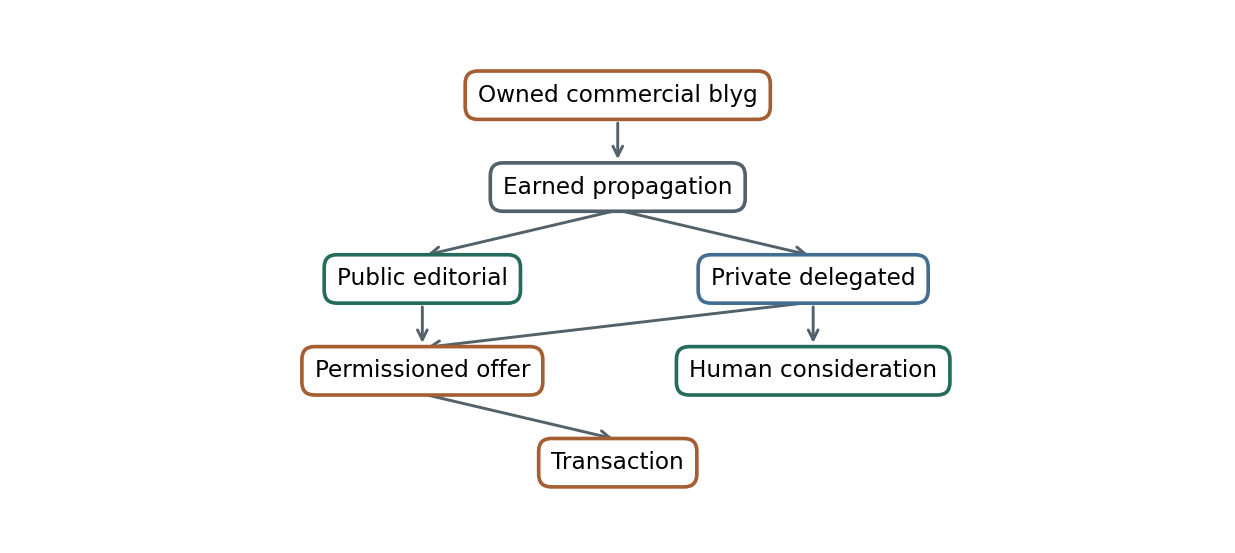 Owned commercial blyg
Earned propagation
Public editorial
Private delegated
Permissioned offer
Human consideration
Transaction